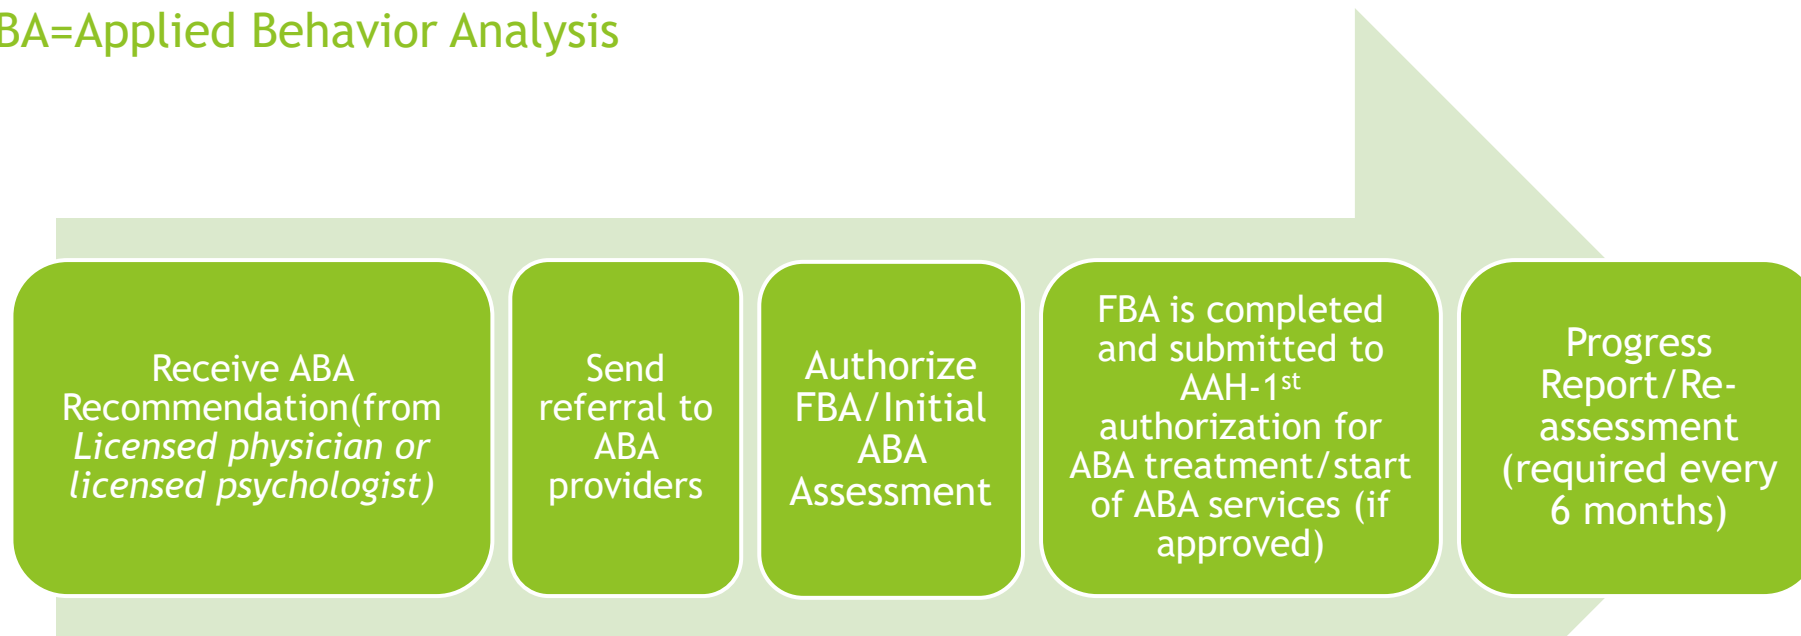 BA=Applied Behavior Analysis
Receive ABA
Recommendation(from
Licensed physician or
licensed psychologist)
Send
referral to
ABA
providers
Authorize
FBA/Initial
ABA
Assessment
FBA is completed
and submitted to
AAH-1st
authorization for
ABA treatment/start
of ABA services (if
approved)
Progress
Report/Re-
assessment
(required every
6 months)